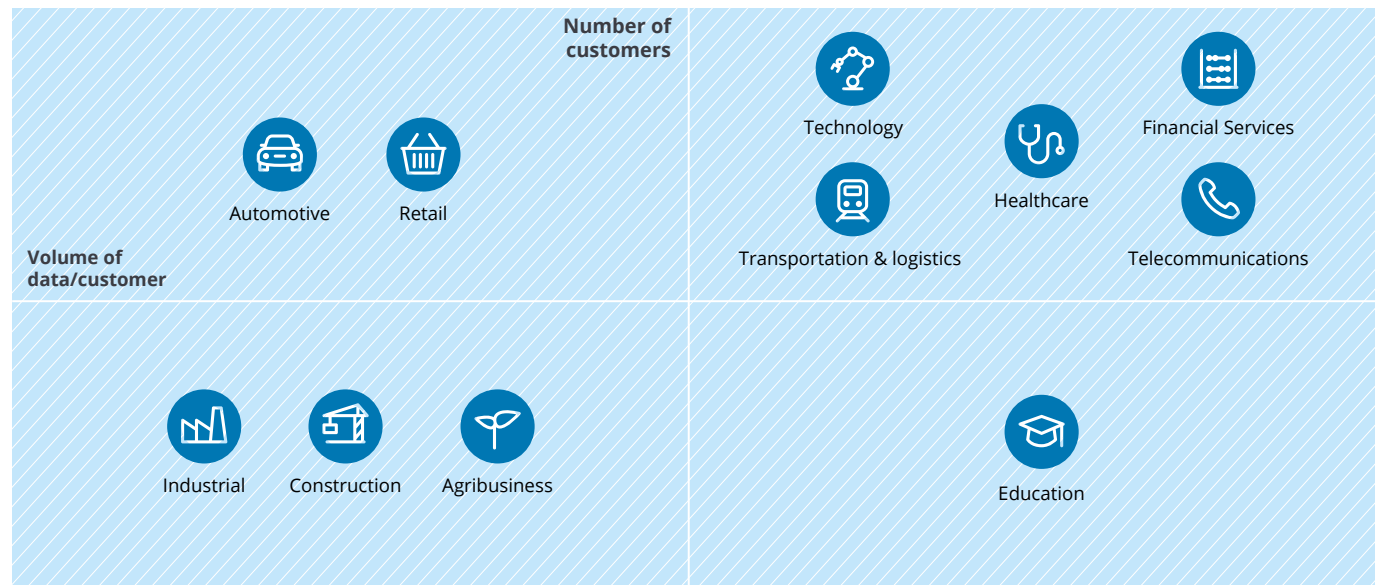 Number of
customers
Technology
Financial Services
Healthcare
Automotive
Retail
Transportation & logistics
Telecommunications
Volume of
data/customer
Industrial
Construction
Agribusiness
Education